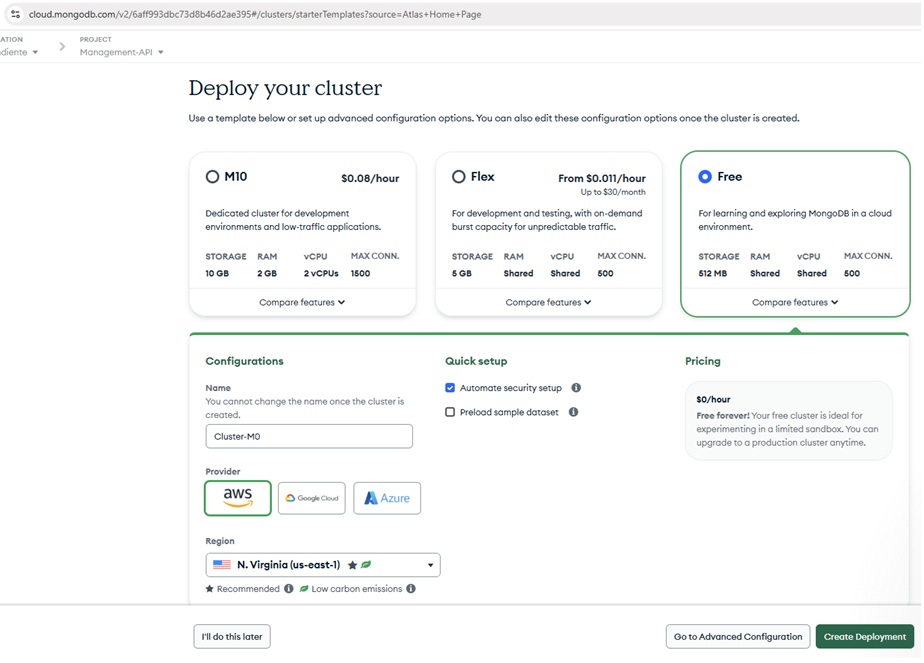 cloud.mongodb.com/v2/6aff993dbc73d8b46d2ae395#/clusters/starterTemplates?source=Atlas+Home+Page
PROJECT
Management-API
Deploy your cluster
Use a template below or set up advanced configuration options. You can also edit these configuration options once the cluster is created.
M10 $0.08/hour
Dedicated cluster for development
environments and low-traffic applications.
STORAGE RAM vCPU MAX CONN.
10 GB 2 GB 2 vCPUs 1500
Compare features
Flex From $0.011/hour
Up to $30/month
For development and testing, with on-demand
burst capacity for unpredictable traffic.
STORAGE RAM vCPU MAX CONN.
5 GB Shared Shared 500
Compare features
Free
For learning and exploring MongoDB in a cloud
environment.
STORAGE RAM vCPU MAX CONN.
512 MB Shared Shared 500
Compare features
Configurations
Name
You cannot change the name once the cluster is
created.
Cluster-M0
Provider
aws Google Cloud Azure
Region
N. Virginia (us-east-1)
Recommended Low carbon emissions
Quick setup
Automate security setup
Preload sample dataset
Pricing
$0/hour
Free forever! Your free cluster is ideal for
experimenting in a limited sandbox. You can
upgrade to a production cluster anytime.
I'll do this later
Go to Advanced Configuration
Create Deployment